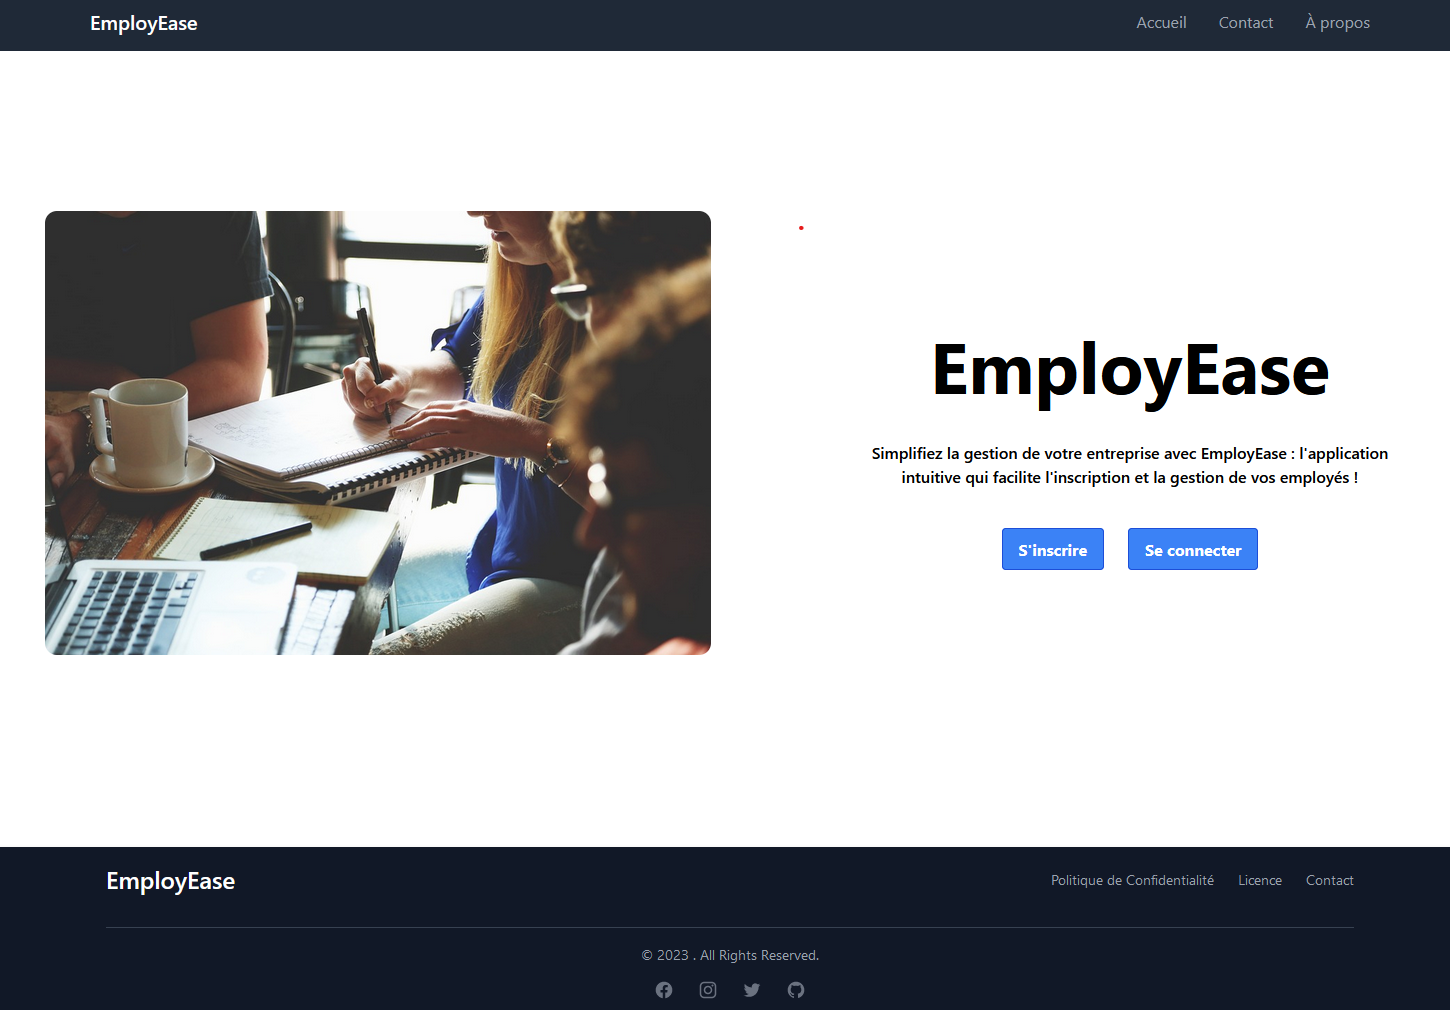 EmployEase
Accueil Contact À propos
EmployEase
Simplifiez la gestion de votre entreprise avec EmployEase : l'application
intuitive qui facilite l'inscription et la gestion de vos employés !
S'inscrire Se connecter
EmployEase
Politique de Confidentialité Licence Contact
© 2023 . All Rights Reserved.